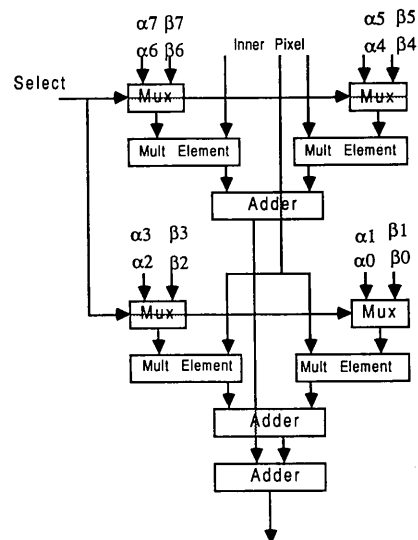 α7 β7 α5 β5
α6 β6 Inner Pixel α4 β4
Select
Mux Mux
Mult Element Mult Element
Adder
α3 β3 α1 β1
α2 β2 α0 β0
Mux Mux
Mult Element Mult Element
Adder
Adder